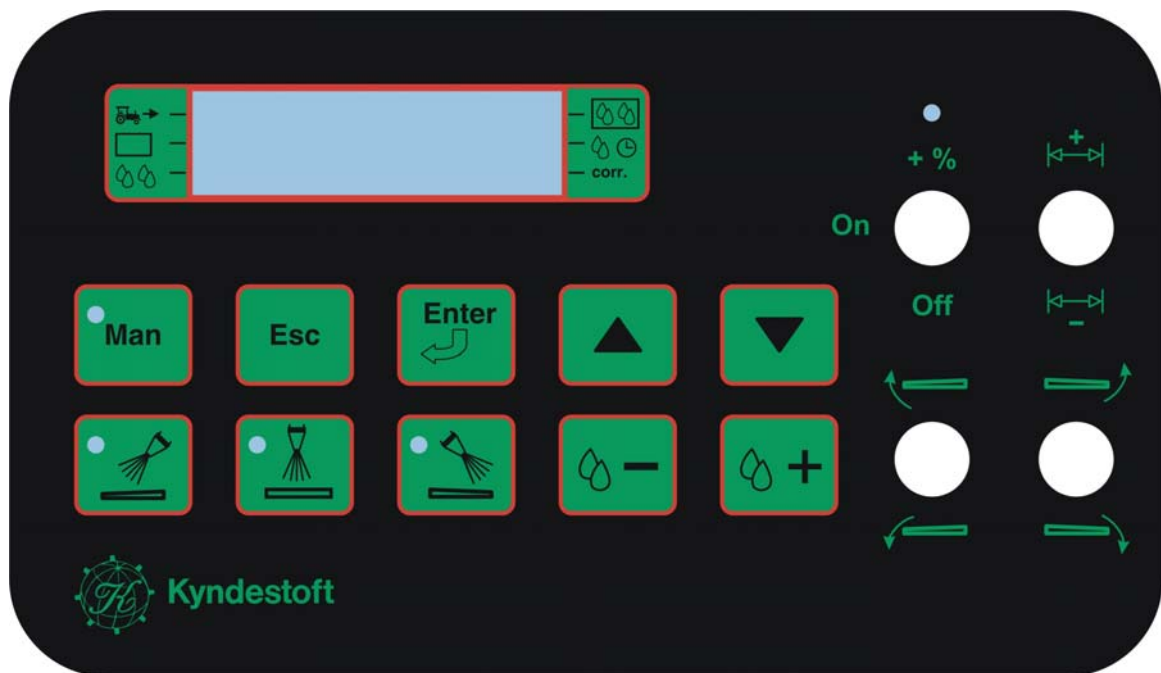 corr.
+ %
+
On
Man
Esc
Enter
Off
-
-
+
K
Kyndestoft